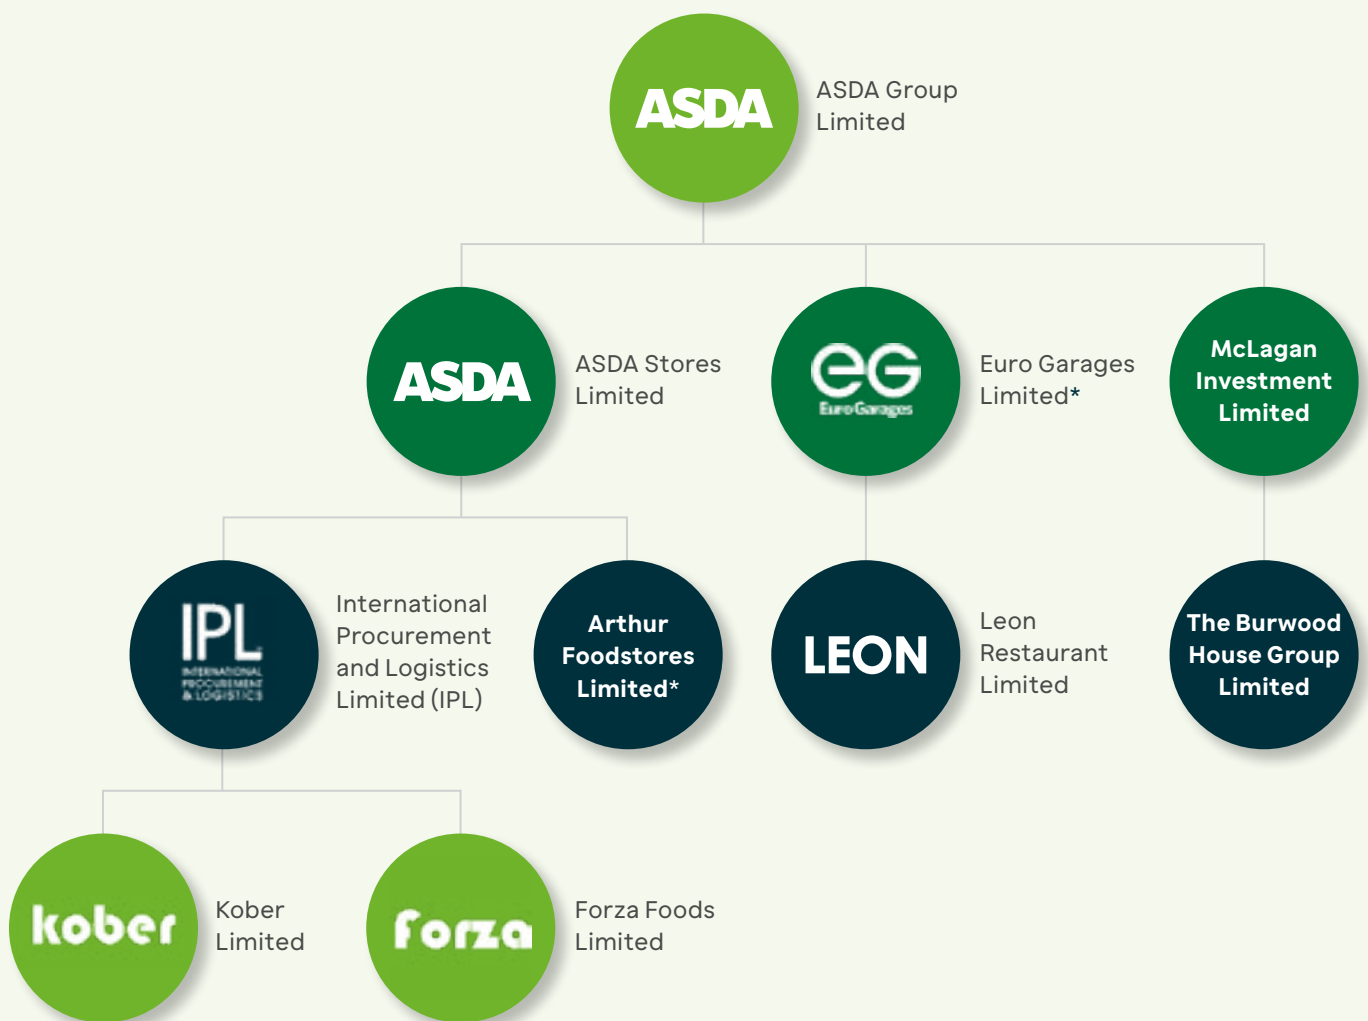 ASDA
ASDA Group
Limited
ASDA
ASDA Stores
Limited
eG
Euro Garages
Euro Garages
Limited*
McLagan
Investment
Limited
IPL
INTERNATIONAL
PROCUREMENT
& LOGISTICS
International
Procurement
and Logistics
Limited (IPL)
Arthur
Foodstores
Limited*
LEON
Leon
Restaurant
Limited
The Burwood
House Group
Limited
kober
Kober
Limited
Forza
Forza Foods
Limited